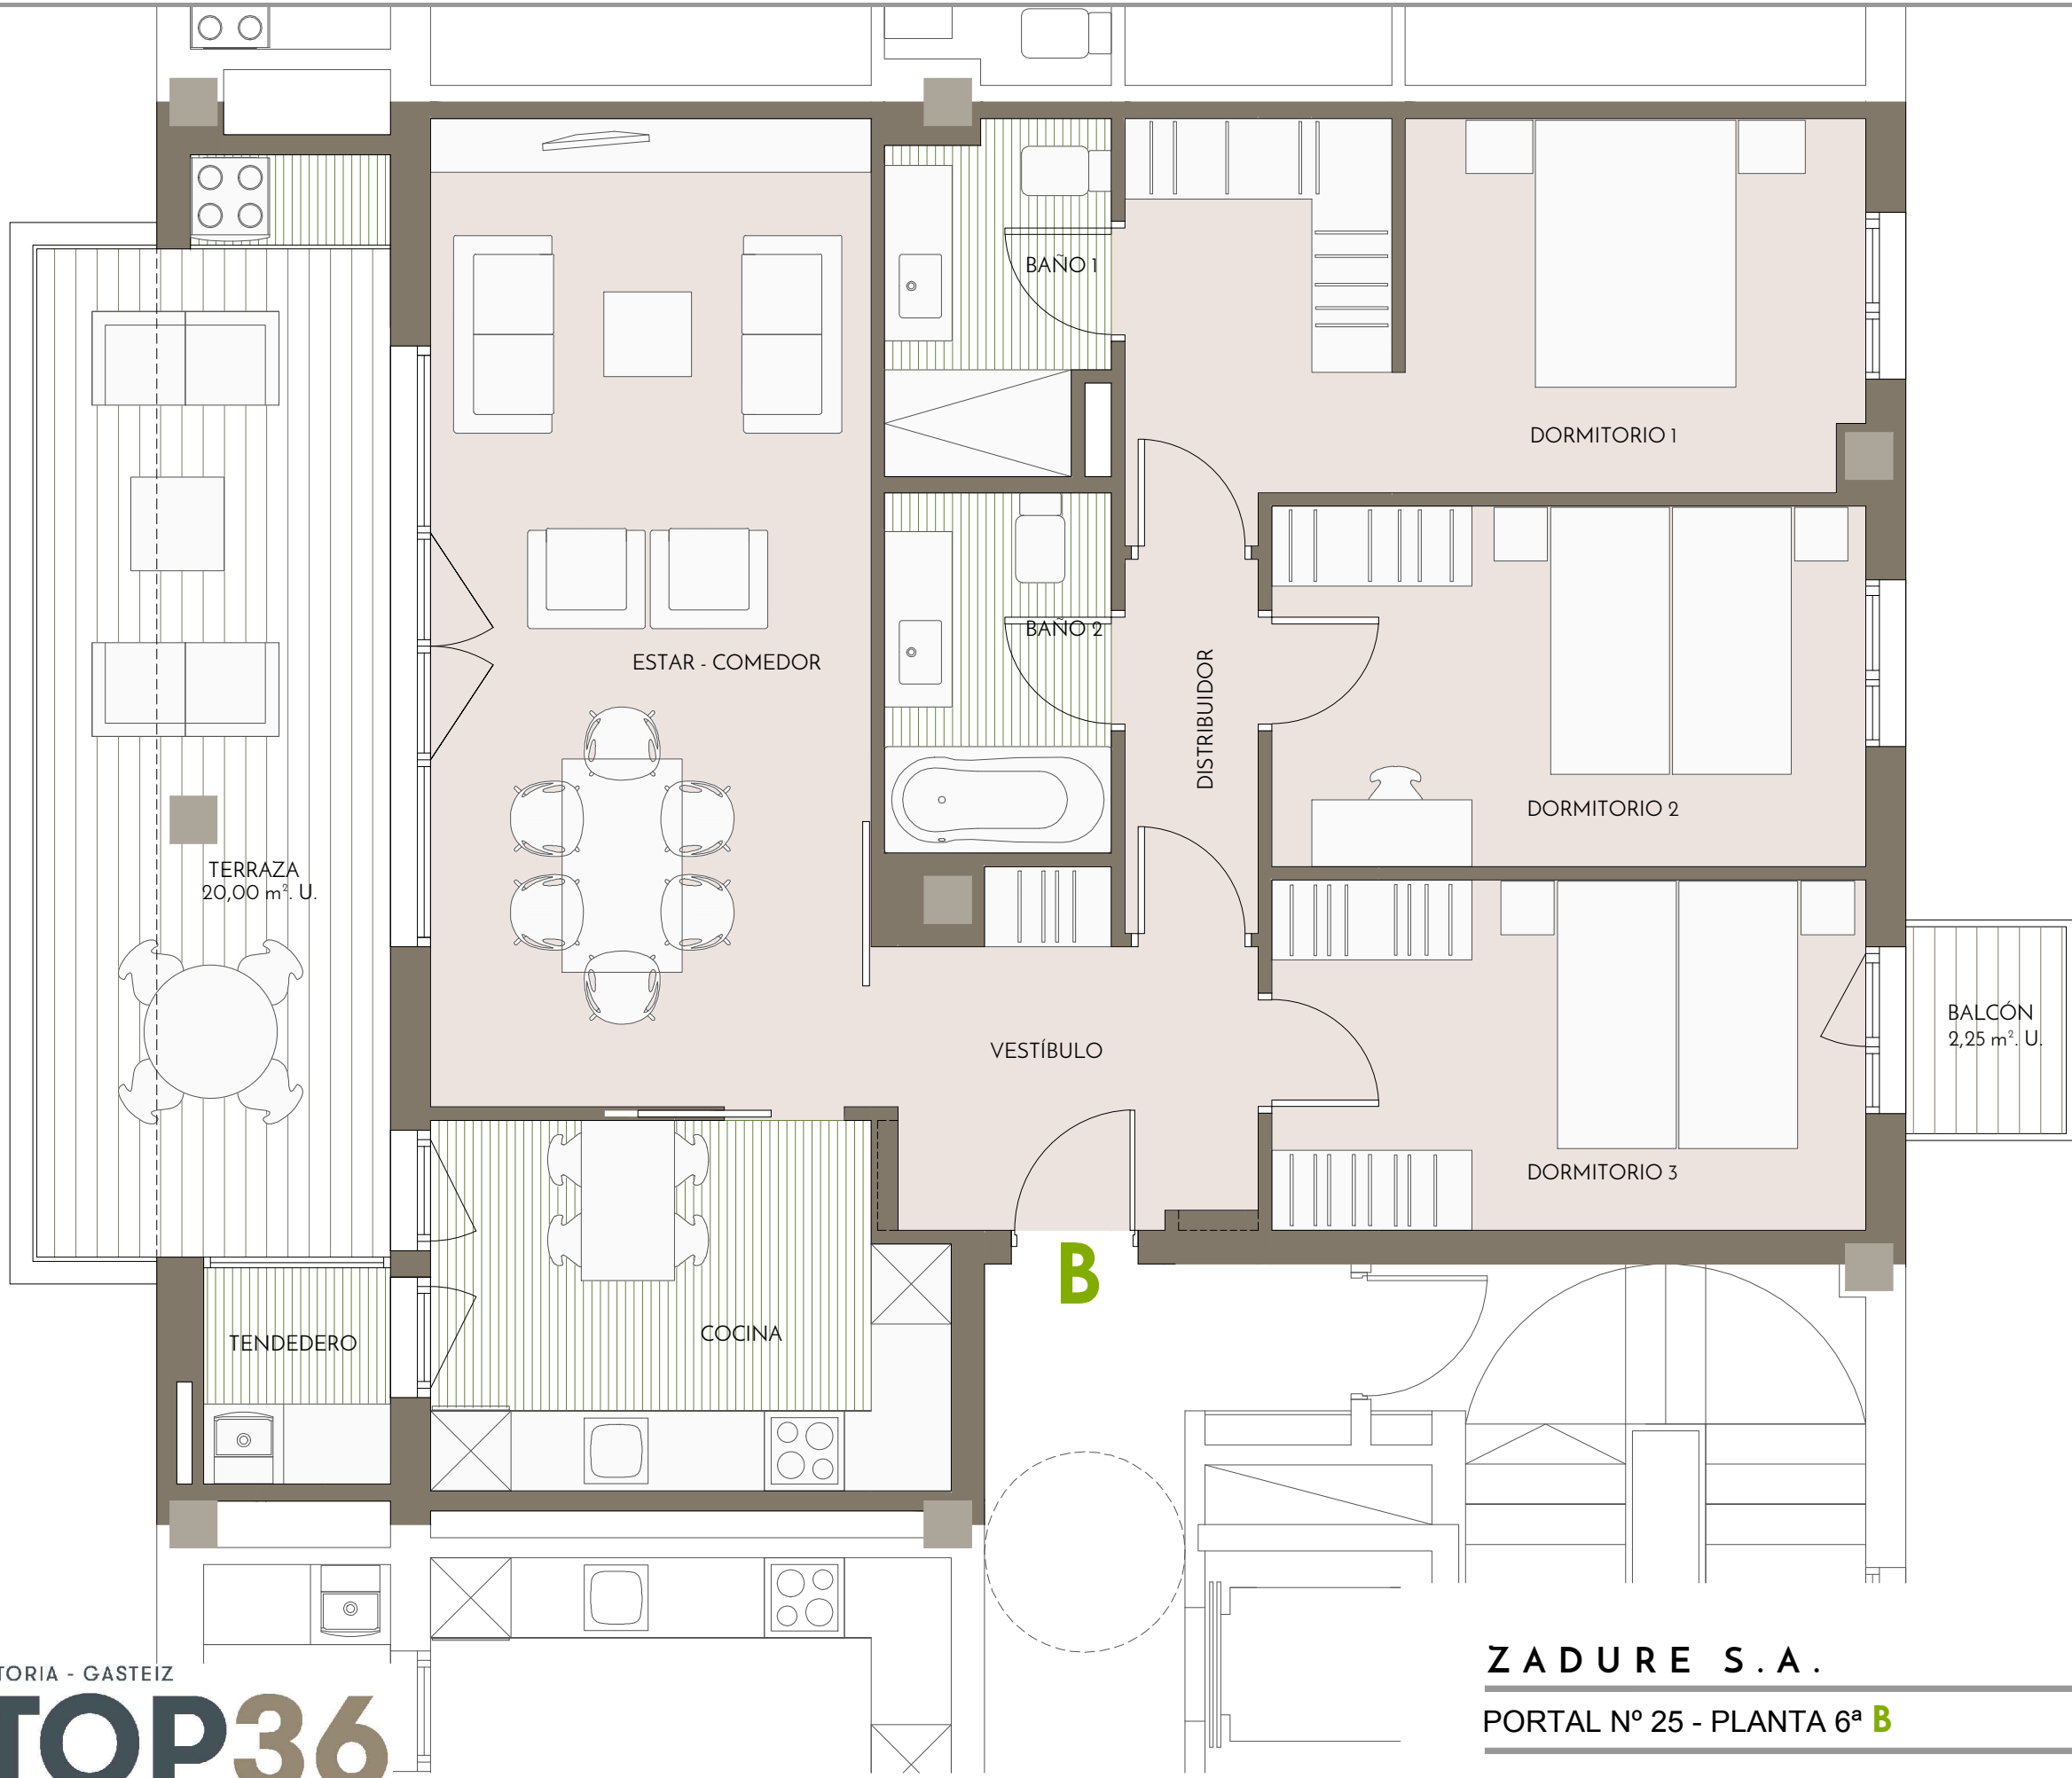 BAÑO 1
DORMITORIO 1
BAÑO 2
ESTAR - COMEDOR
DISTRIBUIDOR
DORMITORIO 2
TERRAZA
20,00 m². U.
VESTÍBULO
BALCÓN
2,25 m². U.
DORMITORIO 3
B
TENDEDERO
COCINA
TORIA - GASTEIZ
TOP36
ZADURE S.A.
PORTAL Nº 25 - PLANTA 6ª B